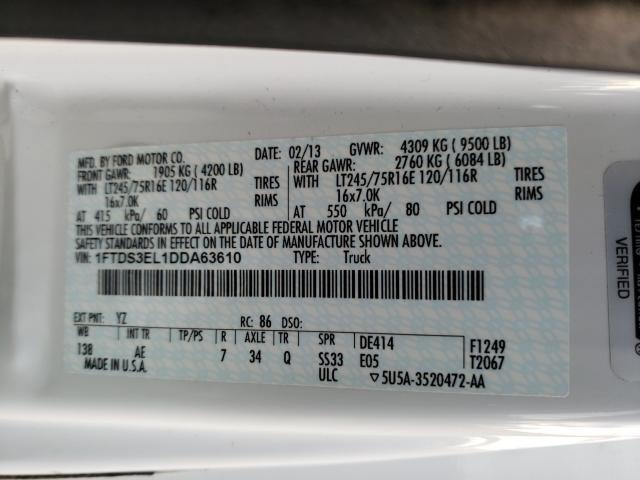 MFD. BY FORD MOTOR CO.
DATE: 02/13 GVWR: 4309 KG ( 9500 LB)
FRONT GAWR: 1905 KG ( 4200 LB)
REAR GAWR: 2760 KG ( 6084 LB)
WITH LT245/75R16E 120/116R TIRES
WITH LT245/75R16E 120/116R TIRES
16x7.0K RIMS
16x7.0K RIMS
AT 415 kPa/ 60 PSI COLD
AT 550 kPa/ 80 PSI COLD
THIS VEHICLE CONFORMS TO ALL APPLICABLE FEDERAL MOTOR VEHICLE
SAFETY STANDARDS IN EFFECT ON THE DATE OF MANUFACTURE SHOWN ABOVE.
VIN: 1FTDS3EL1DDA63610 TYPE: Truck
EXT PNT: YZ RC: 86 DSO:
WB INT TR TP/PS R AXLE TR SPR DE414 F1249
138 AE 7 34 Q SS33 E05 T2067
MADE IN U.S.A. ULC ▽5U5A-3520472-AA